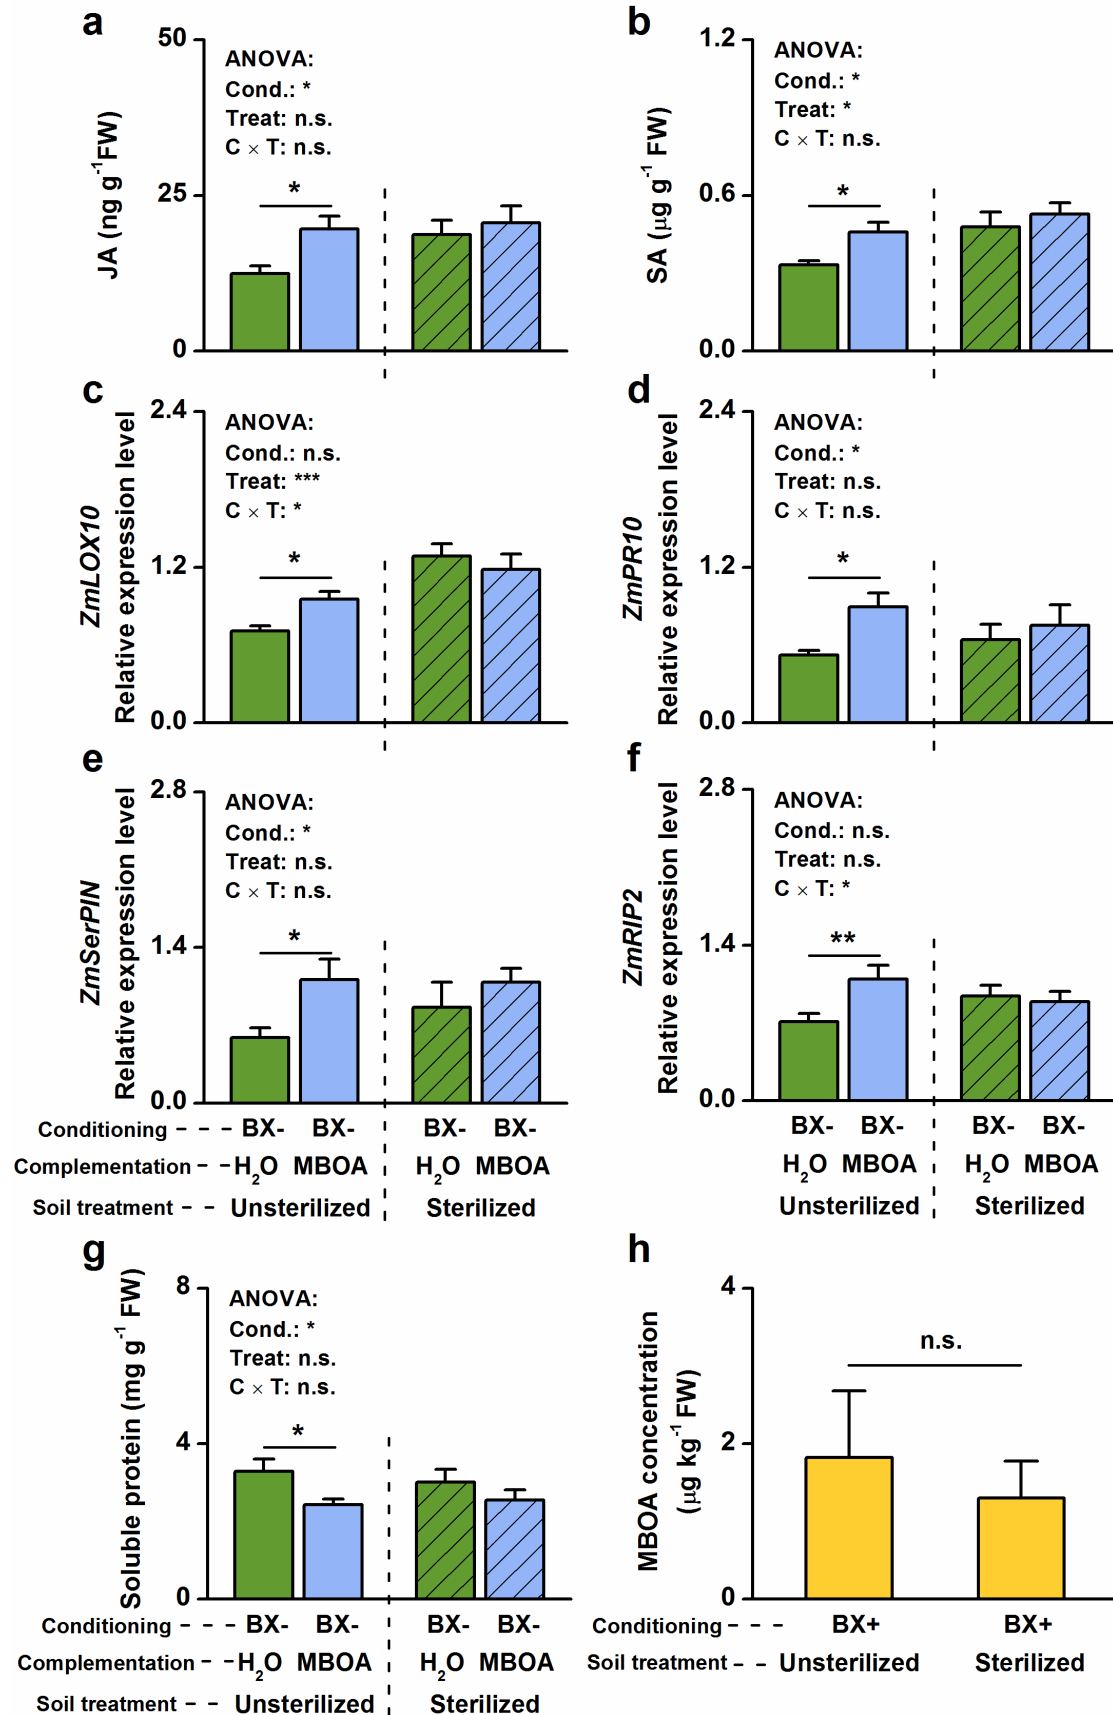 a
50
25
0
JA (ng g⁻¹FW)
ANOVA:
Cond.: *
Treat: n.s.
C × T: n.s.
*
b
1.2
0.6
0.0
SA (µg g⁻¹ FW)
ANOVA:
Cond.: *
Treat: *
C × T: n.s.
*
c
2.4
1.2
0.0
ZmLOX10
Relative expression level
ANOVA:
Cond.: n.s.
Treat: ***
C × T: *
*
d
2.4
1.2
0.0
ZmPR10
Relative expression level
ANOVA:
Cond.: *
Treat: n.s.
C × T: n.s.
*
e
2.8
1.4
0.0
ZmSerPIN
Relative expression level
ANOVA:
Cond.: *
Treat: n.s.
C × T: n.s.
*
f
2.8
1.4
0.0
ZmRIP2
Relative expression level
ANOVA:
Cond.: n.s.
Treat: n.s.
C × T: *
**
Conditioning - - - BX- BX- BX- BX-
Complementation - - H₂O MBOA H₂O MBOA
Soil treatment - - Unsterilized Sterilized
BX- BX- BX- BX-
H₂O MBOA H₂O MBOA
Unsterilized Sterilized
g
8
4
0
Soluble protein (mg g⁻¹ FW)
ANOVA:
Cond.: *
Treat: n.s.
C × T: n.s.
*
Conditioning - - - BX- BX- BX- BX-
Complementation - - H₂O MBOA H₂O MBOA
Soil treatment - - Unsterilized Sterilized
h
4
2
0
MBOA concentration
(µg kg⁻¹ FW)
n.s.
Conditioning - - - BX+ BX+
Soil treatment - - Unsterilized Sterilized